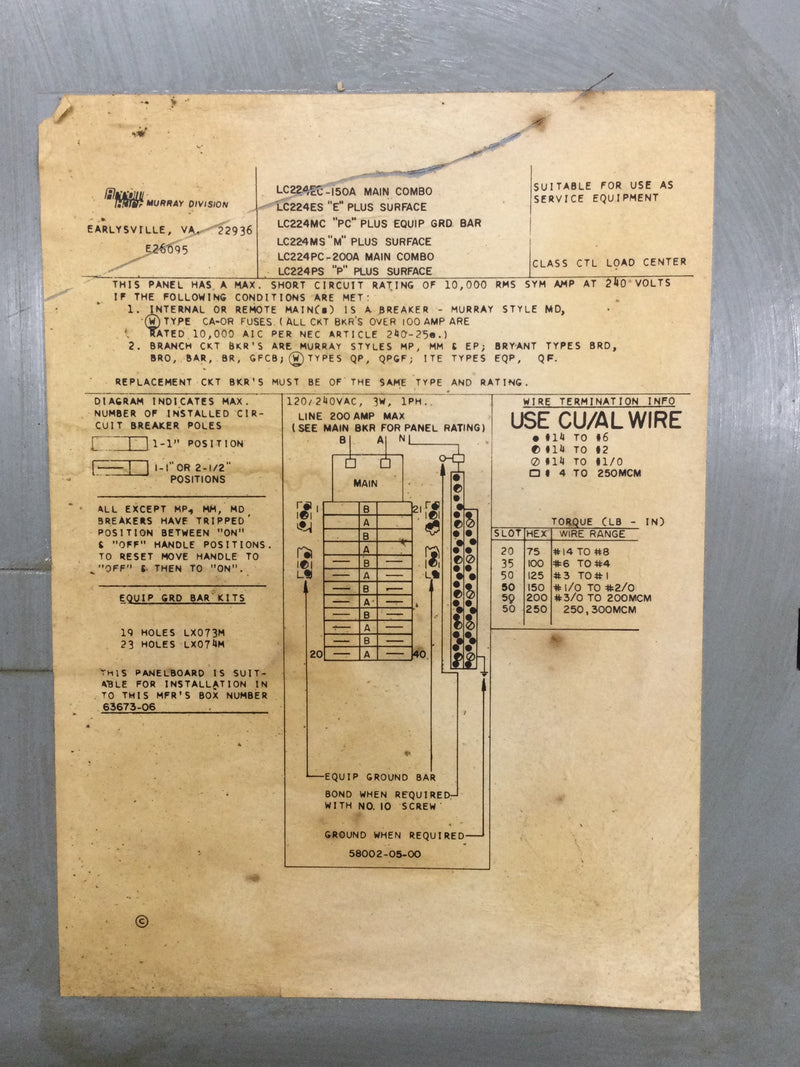 MURRAY DIVISION
EARLYSVILLE, VA. 22936
E26095
LC224EC-150A MAIN COMBO
LC224ES "E" PLUS SURFACE
LC224MC "PC" PLUS EQUIP GRD BAR
LC224MS "M" PLUS SURFACE
LC224PC-200A MAIN COMBO
LC224PS "P" PLUS SURFACE
SUITABLE FOR USE AS
SERVICE EQUIPMENT
CLASS CTL LOAD CENTER
THIS PANEL HAS A MAX. SHORT CIRCUIT RATING OF 10,000 RMS SYM AMP AT 240 VOLTS
IF THE FOLLOWING CONDITIONS ARE MET:
1. INTERNAL OR REMOTE MAIN(S) IS A BREAKER - MURRAY STYLE MD,
W TYPE CA-OR FUSES. (ALL CKT BKR'S OVER 100 AMP ARE
RATED 10,000 AIC PER NEC ARTICLE 240-25e.)
2. BRANCH CKT BKR'S ARE MURRAY STYLES MP, MM & EP; BRYANT TYPES BRD,
BRO, BAR, BR, GFCB; W TYPES QP, QPGF; ITE TYPES EQP, QF.
REPLACEMENT CKT BKR'S MUST BE OF THE SAME TYPE AND RATING.
DIAGRAM INDICATES MAX.
NUMBER OF INSTALLED CIR-
CUIT BREAKER POLES
1-1" POSITION
1-1" OR 2-1/2"
POSITIONS
ALL EXCEPT MP, MM, MD
BREAKERS HAVE TRIPPED
POSITION BETWEEN "ON"
& "OFF" HANDLE POSITIONS.
TO RESET MOVE HANDLE TO
"OFF" & THEN TO "ON".
EQUIP GRD BAR KITS
19 HOLES LX073M
23 HOLES LX074M
THIS PANELBOARD IS SUIT-
ABLE FOR INSTALLATION IN
TO THIS MFR'S BOX NUMBER
63673-06
120/240VAC, 3W, 1PH.
LINE 200 AMP MAX
(SEE MAIN BKR FOR PANEL RATING)
B A N
MAIN
1 B 21
A
B
A
B
A
B
A
B
A
B
20 A 40
EQUIP GROUND BAR
BOND WHEN REQUIRED
WITH NO. 10 SCREW
GROUND WHEN REQUIRED
58002-05-00
WIRE TERMINATION INFO
USE CU/AL WIRE
#14 TO #6
#14 TO #2
#14 TO #1/0
# 4 TO 250MCM
TORQUE (LB - IN)
SLOT HEX WIRE RANGE
20 75 #14 TO #8
35 100 #6 TO #4
50 125 #3 TO #1
50 150 #1/0 TO #2/0
50 200 #3/0 TO 200MCM
50 250 250,300MCM
©